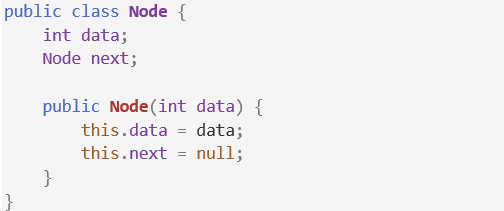 public class Node {
    int data;
    Node next;

    public Node(int data) {
        this.data = data;
        this.next = null;
    }
}